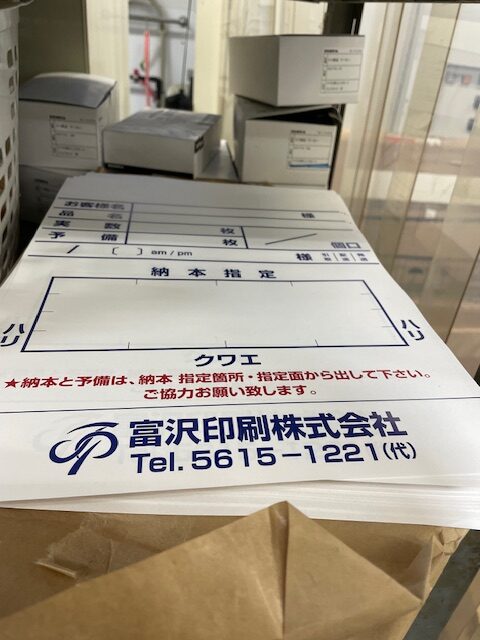 お客様名 様
品名
実数 枚
予備 枚 / 個口
/ 〔 〕 am / pm 様
納本指定
ハリ ハリ
クワエ
★納本と予備は、納本 指定箇所・指定面から出して下さい。
ご協力お願い致します。
富沢印刷株式会社
Tel. 5615-1221(代)